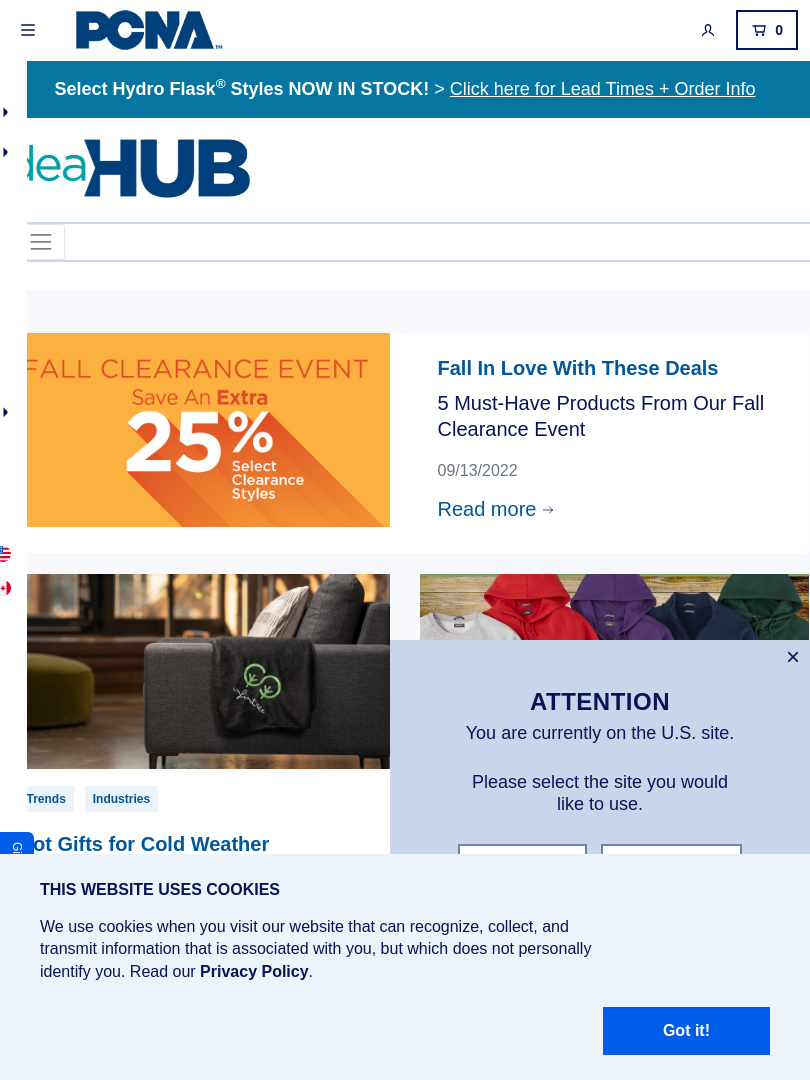 PCNA™
0
Select Hydro Flask® Styles NOW IN STOCK! > Click here for Lead Times + Order Info
deaHUB
FALL CLEARANCE EVENT
Save An Extra
25%
Select
Clearance
Styles
Fall In Love With These Deals
5 Must-Have Products From Our Fall
Clearance Event
09/13/2022
Read more
infinitree
Trends
Industries
ot Gifts for Cold Weather
ATTENTION
You are currently on the U.S. site.
Please select the site you would
like to use.
THIS WEBSITE USES COOKIES
We use cookies when you visit our website that can recognize, collect, and
transmit information that is associated with you, but which does not personally
identify you. Read our Privacy Policy.
Got it!